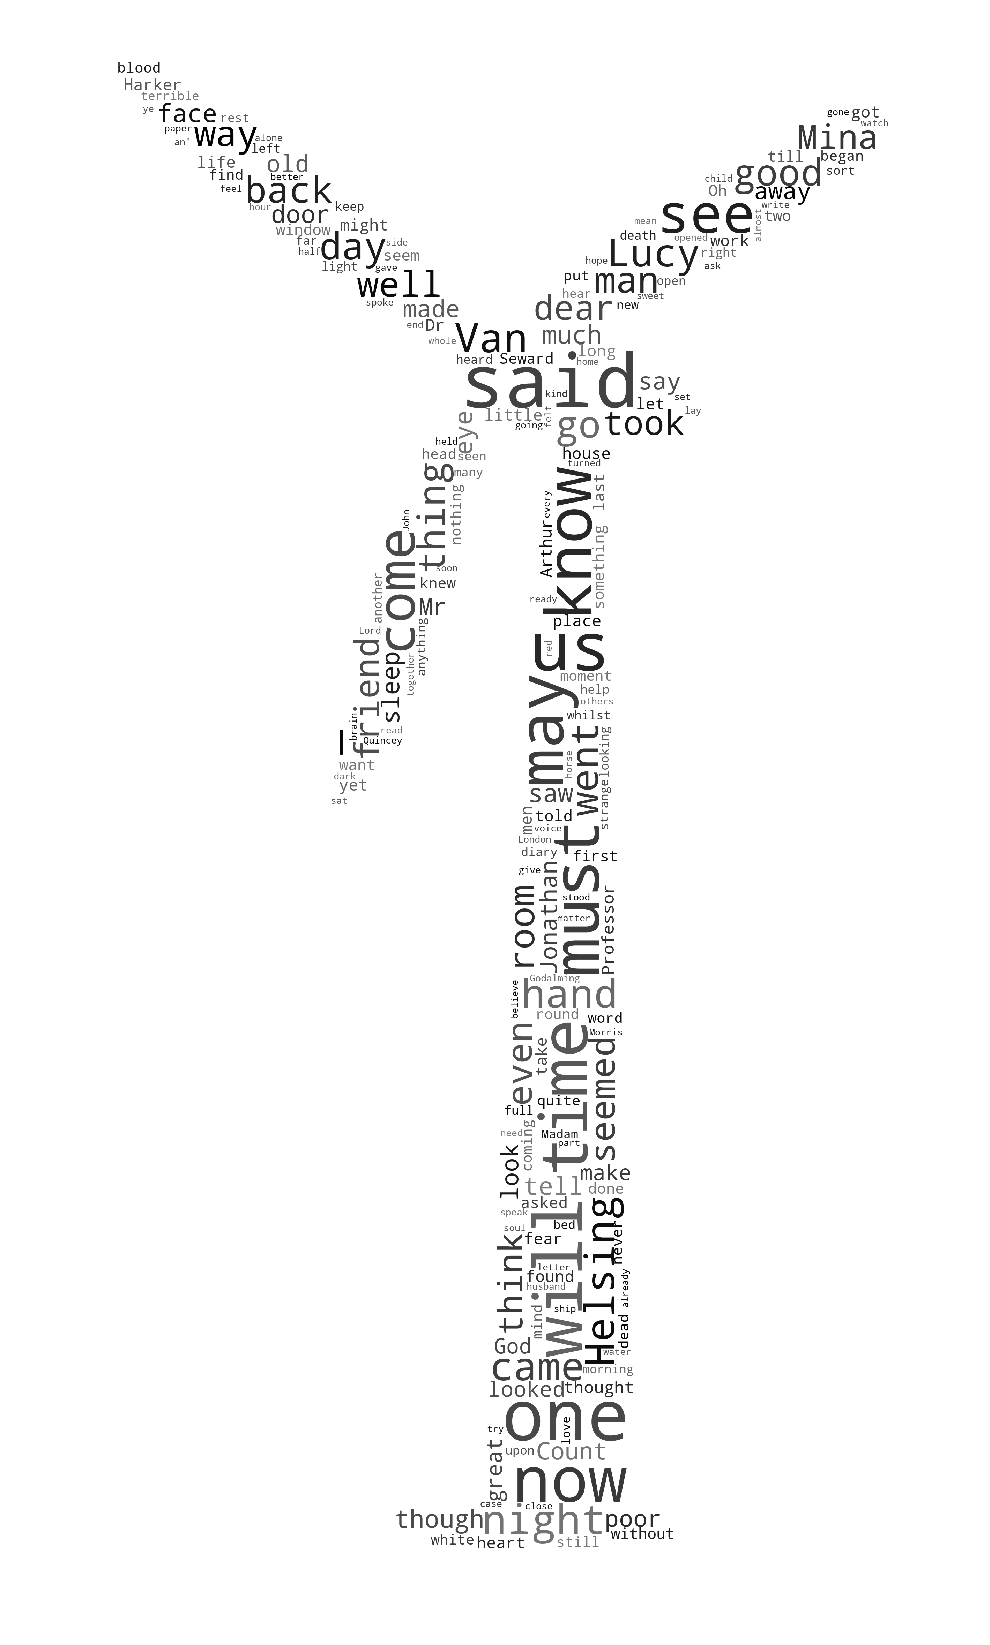 blood
Harker
terrible
ye face rest
gone got
watch
paper way alone
Mina
an' left
till began
life old
good sort
find better
child away
feel back
Oh write
hour door keep
see two
window might
mean almost
far day side
death opened work
half seem
Lucy right
light gave
hope ask
well
put man open
spoke made
hear sweet
end Dr
dear new
whole Van
much
heard Seward
long
home
said say
kind set
little let
lay
eye going felt go took
held
head seen
house
turned
thing many
know last
nothing
every
John
Arthur
come
something
soon
knew
another
ready
Mr
place
Lord
us
red
anything
friend
sleep
together
moment
help
may others
whilst
brain read
I Quincey
went looking
want
horse
dark
yet
saw strange
sat
men told
voice
must
London
diary first
give
Jonathan
room stood
matter
Professor
Godalming
hand
believe
round word
Morris
even time
take seemed
quite
full
need Madam
coming part
look make
tell done
asked
speak will
bed
soul fear
Helsing never
think letter
found
husband already
mind ship
dead
God water
came morning
looked thought
one
try love
upon Count
great now
case close
though night poor
without
white heart still